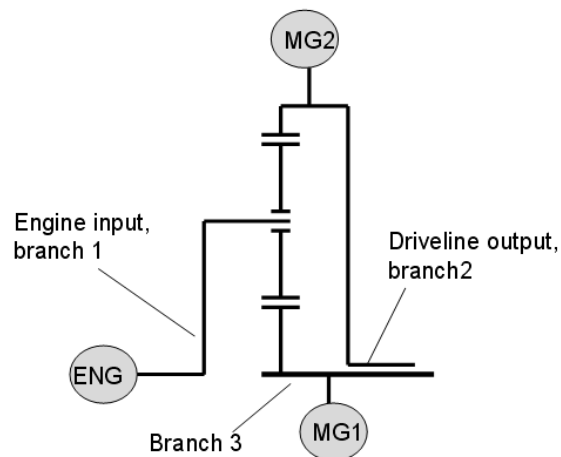 MG2
Engine input,
branch 1
Driveline output,
branch2
ENG
Branch 3
MG1